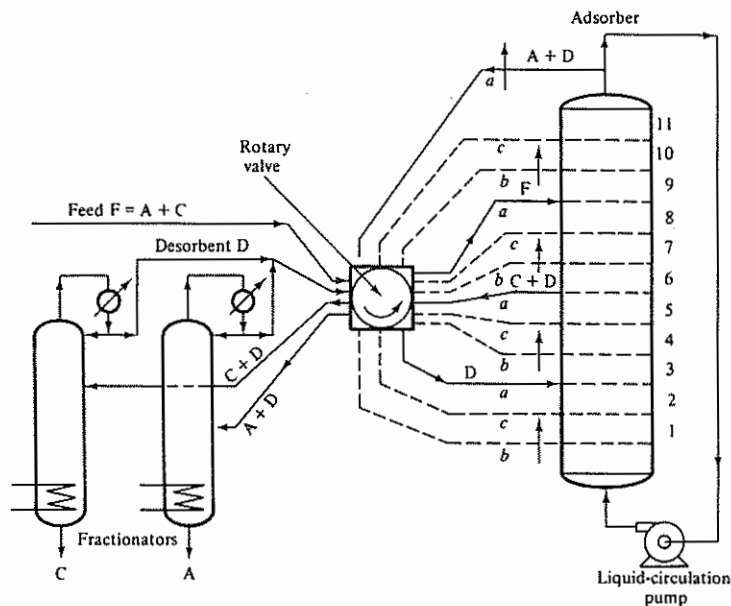 Adsorber
A + D
a
11
c
10
Rotary
valve
b
F
9
Feed F = A + C
a
8
Desorbent D
c
7
b
C + D
6
a
5
c
4
C + D
D
b
3
A + D
a
2
c
1
b
Fractionators
C
A
Liquid-circulation
pump